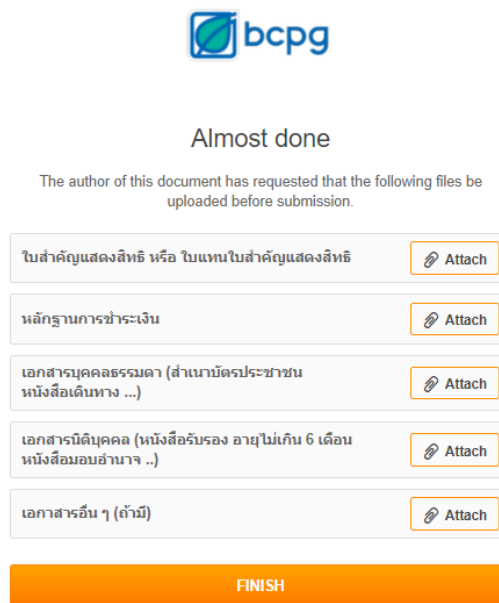 bcpg
Almost done
The author of this document has requested that the following files be
uploaded before submission.
ใบสำคัญแสดงสิทธิ หรือ ใบแทนใบสำคัญแสดงสิทธิ
Attach
หลักฐานการชำระเงิน
Attach
เอกสารบุคคลธรรมดา (สำเนาบัตรประชาชน
หนังสือเดินทาง ...)
Attach
เอกสารนิติบุคคล (หนังสือรับรอง อายุไม่เกิน 6 เดือน
หนังสือมอบอำนาจ ..)
Attach
เอกาสารอื่น ๆ (ถ้ามี)
Attach
FINISH